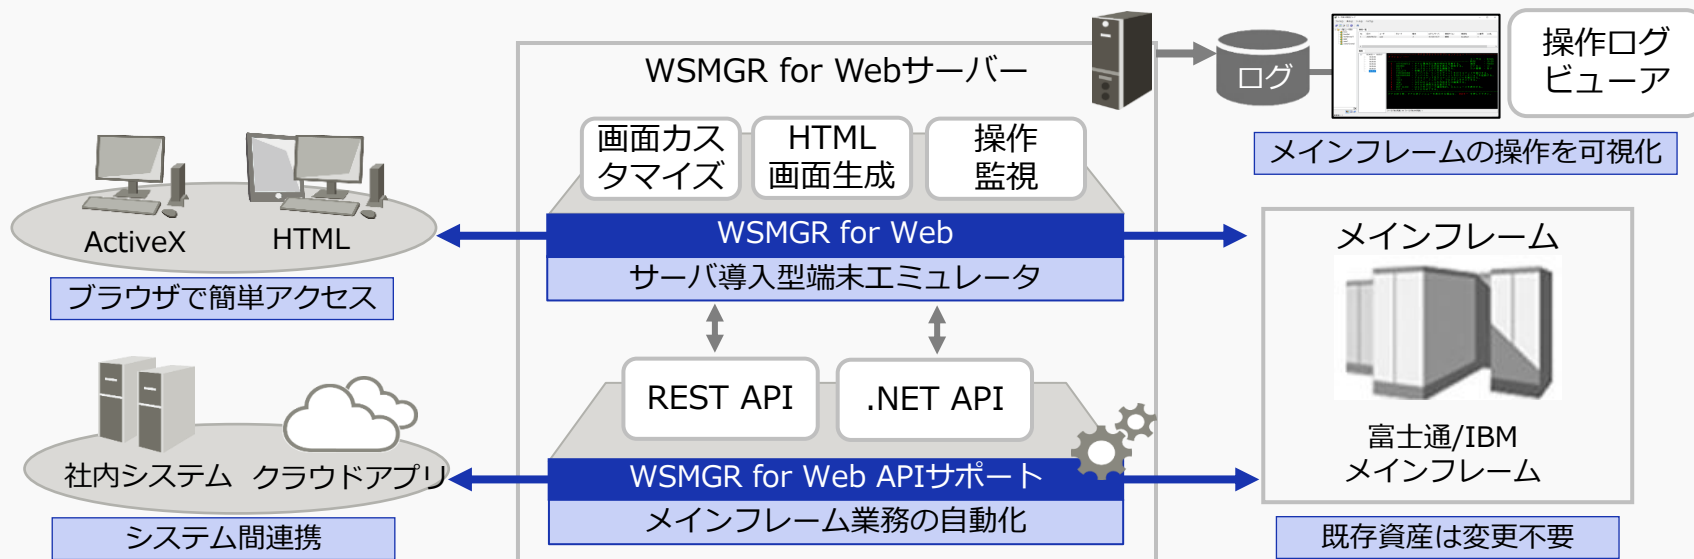 WSMGR for Webサーバー
画面カス
タマイズ
HTML
画面生成
操作
監視
WSMGR for Web
サーバ導入型端末エミュレータ
REST API
.NET API
WSMGR for Web APIサポート
メインフレーム業務の自動化
ActiveX
HTML
ブラウザで簡単アクセス
社内システム
クラウドアプリ
システム間連携
ログ
操作ログ
ビューア
メインフレームの操作を可視化
メインフレーム
富士通/IBM
メインフレーム
既存資産は変更不要